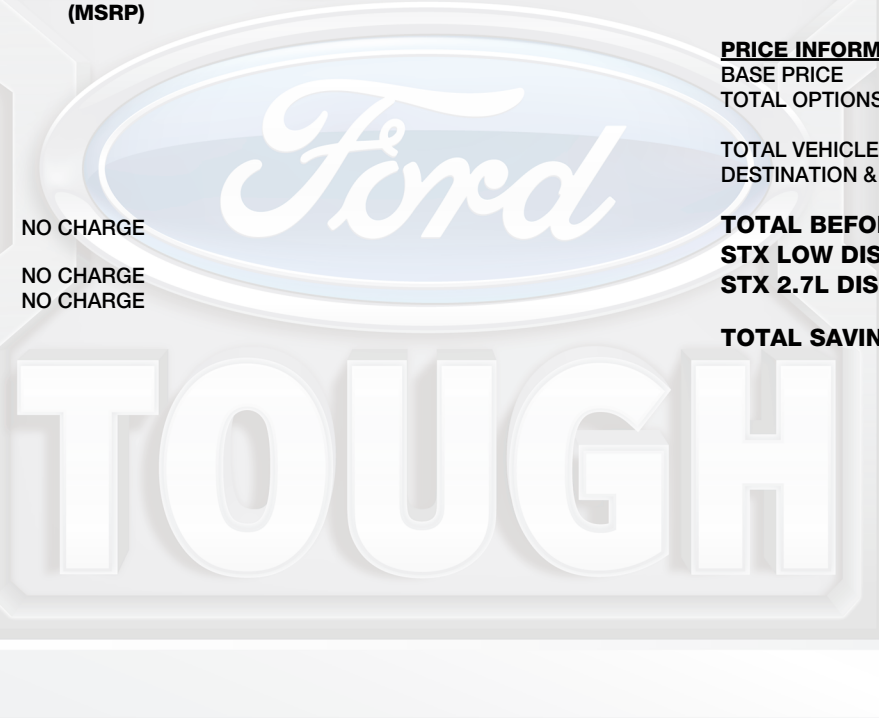 (MSRP)
PRICE INFORM
BASE PRICE
TOTAL OPTIONS
TOTAL VEHICLE
DESTINATION &
NO CHARGE
TOTAL BEFO
STX LOW DIS
NO CHARGE
STX 2.7L DIS
NO CHARGE
TOTAL SAVIN
Ford
TOUGH